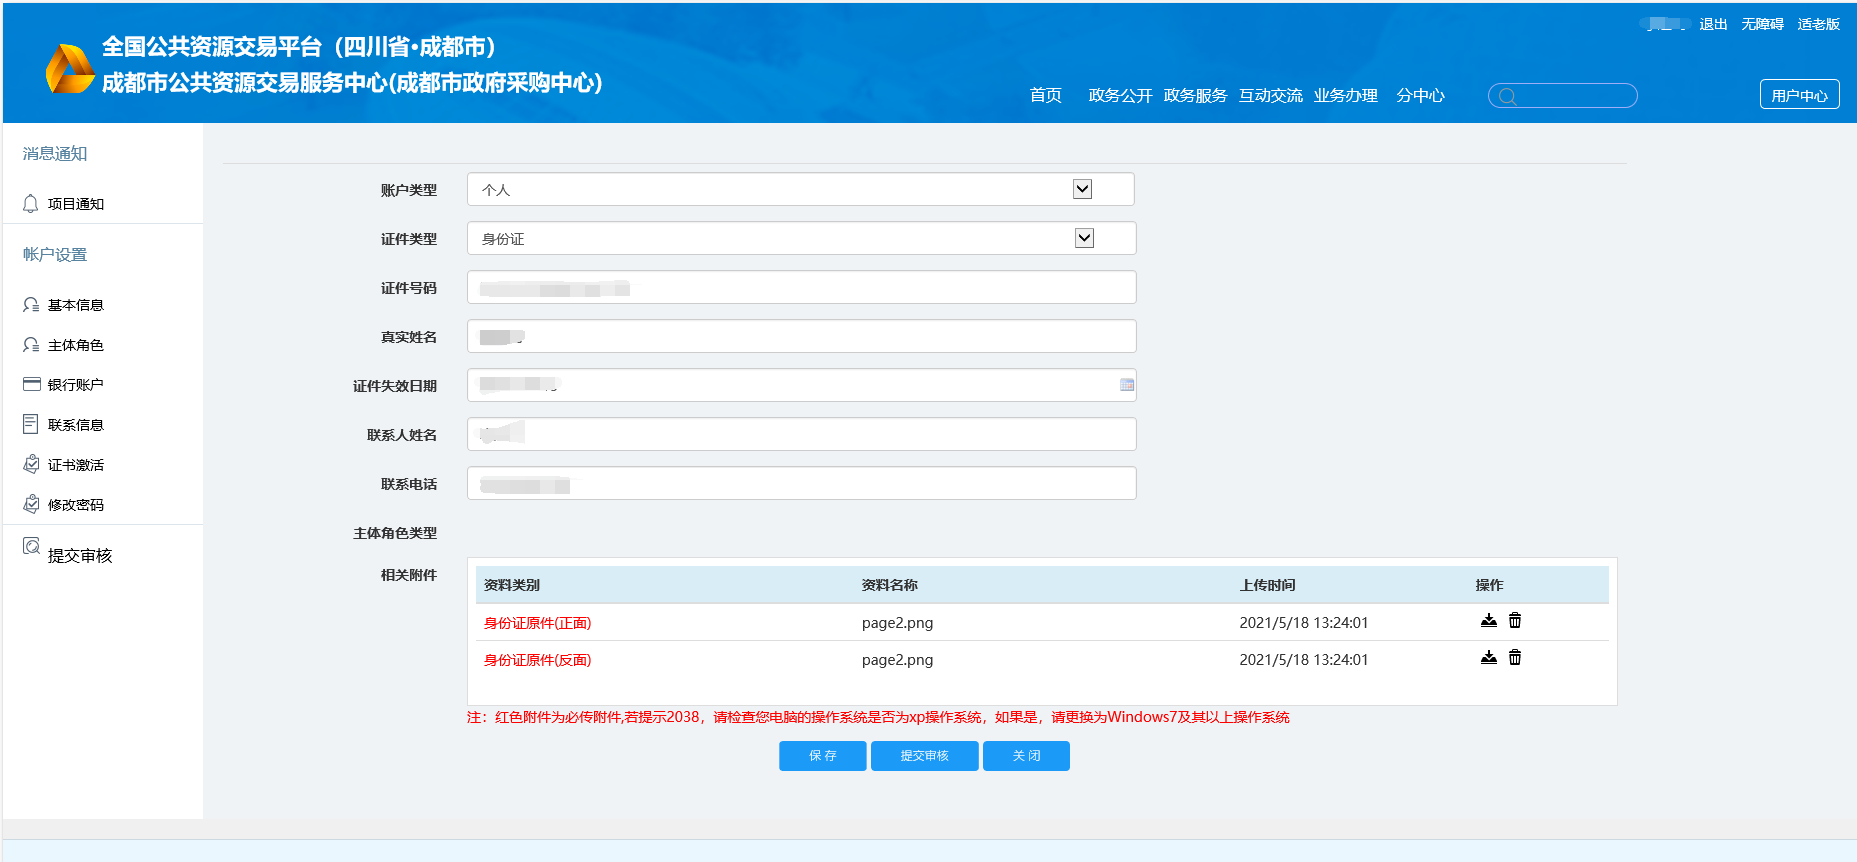 退出 无障碍 适老版
全国公共资源交易平台（四川省•成都市）
成都市公共资源交易服务中心(成都市政府采购中心)
首页 政务公开 政务服务 互动交流 业务办理 分中心
用户中心
消息通知
项目通知
帐户设置
基本信息
主体角色
银行账户
联系信息
证书激活
修改密码
提交审核
账户类型 个人
证件类型 身份证
证件号码
真实姓名
证件失效日期
联系人姓名
联系电话
主体角色类型
相关附件
资料类别 资料名称 上传时间 操作
身份证原件(正面) page2.png 2021/5/18 13:24:01
身份证原件(反面) page2.png 2021/5/18 13:24:01
注：红色附件为必传附件,若提示2038，请检查您电脑的操作系统是否为xp操作系统，如果是，请更换为Windows7及其以上操作系统
保 存 提交审核 关 闭